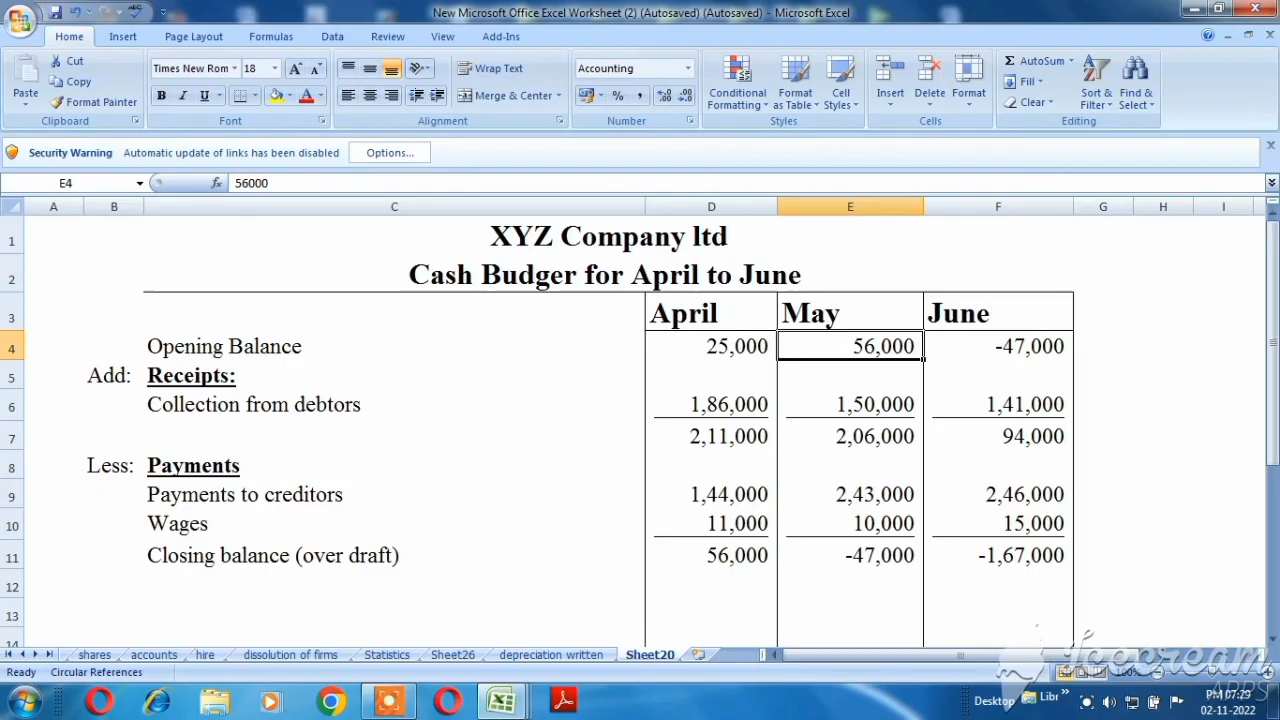 New Microsoft Office Excel Worksheet (2) (Autosaved) (Autosaved) - Microsoft Excel
Home Insert Page Layout Formulas Data Review View Add-Ins
Cut Times New Rom 18 Wrap Text Accounting AutoSum
Copy Fill
Paste Format Painter B I U Merge & Center % , Conditional Formatting Format as Table Cell Styles Insert Delete Format Clear Sort & Filter Find & Select
Clipboard Font Alignment Number Styles Cells Editing
Security Warning Automatic update of links has been disabled Options...
E4 fx 56000
A B C D E F G H I
1 XYZ Company ltd
2 Cash Budger for April to June
3 April May June
4 Opening Balance 25,000 56,000 -47,000
5 Add: Receipts:
6 Collection from debtors 1,86,000 1,50,000 1,41,000
7 2,11,000 2,06,000 94,000
8 Less: Payments
9 Payments to creditors 1,44,000 2,43,000 2,46,000
10 Wages 11,000 10,000 15,000
11 Closing balance (over draft) 56,000 -47,000 -1,67,000
12
13
14
shares accounts hire dissolution of firms Statistics Sheet26 depreciation written Sheet20
Ready Circular References 100%
Icecream
APPS
Desktop Libr » PM 07:29
02-11-2022